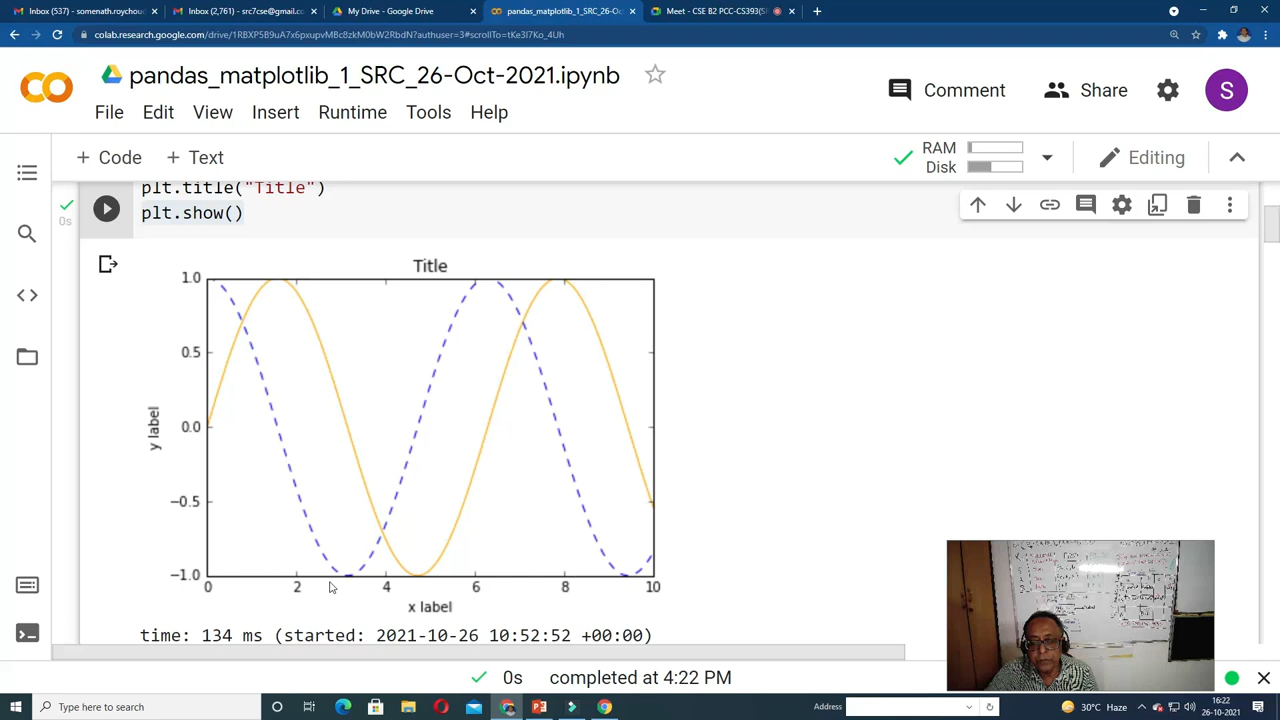 Inbox (537) - somenath.roychou
Inbox (2,761) - src7cse@gmail.co
My Drive - Google Drive
pandas_matplotlib_1_SRC_26-Oc
Meet - CSE B2 PCC-CS393(S
colab.research.google.com/drive/1RBXP5B9uA7x6pxupvMBc8zkM0bW2RbdN?authuser=3#scrollTo=tKe3I7Ko_4Uh
pandas_matplotlib_1_SRC_26-Oct-2021.ipynb
File Edit View Insert Runtime Tools Help
Comment
Share
S
+ Code + Text
RAM
Disk
Editing
plt.title("Title")
plt.show()
0s
Title
1.0
0.5
0.0
−0.5
−1.0
y label
0 2 4 6 8 10
x label
time: 134 ms (started: 2021-10-26 10:52:52 +00:00)
0s completed at 4:22 PM
Type here to search
Address
30°C Haze
16:22
26-10-2021